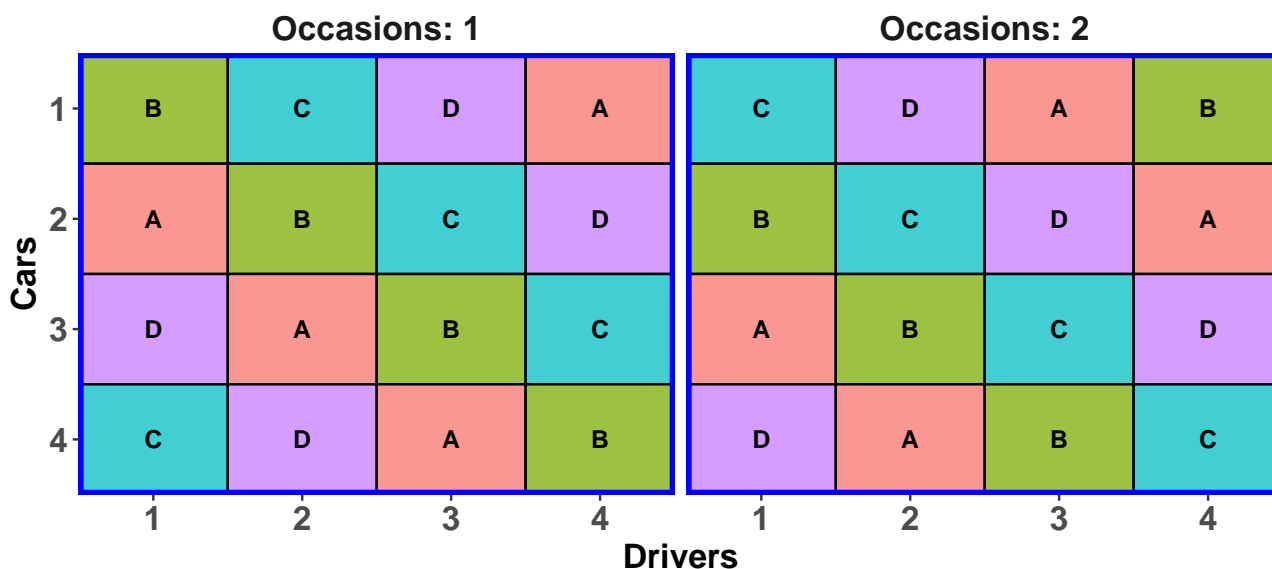 Occasions: 1 Occasions: 2
1 B C D A C D A B
2 A B C D B C D A
Cars
3 D A B C A B C D
4 C D A B D A B C
1 2 3 4 1 2 3 4
Drivers